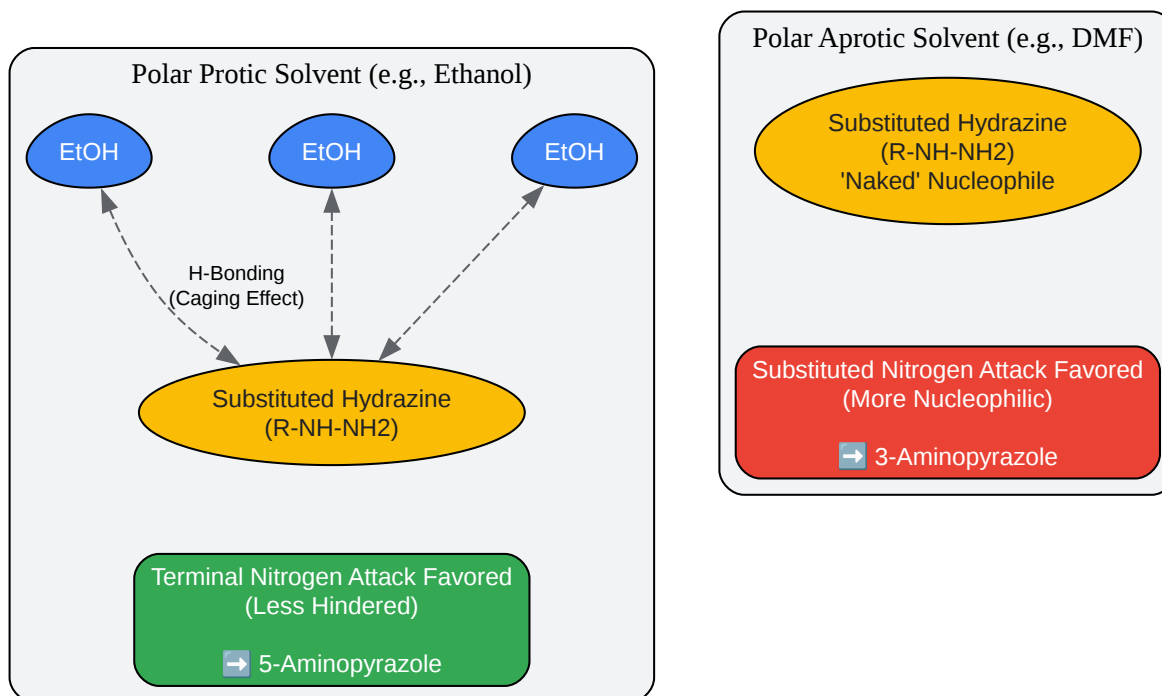 Polar Protic Solvent (e.g., Ethanol)
EtOH
EtOH
EtOH
H-Bonding
(Caging Effect)
Substituted Hydrazine
(R-NH-NH2)
Terminal Nitrogen Attack Favored
(Less Hindered)
➡️ 5-Aminopyrazole
Polar Aprotic Solvent (e.g., DMF)
Substituted Hydrazine
(R-NH-NH2)
'Naked' Nucleophile
Substituted Nitrogen Attack Favored
(More Nucleophilic)
➡️ 3-Aminopyrazole